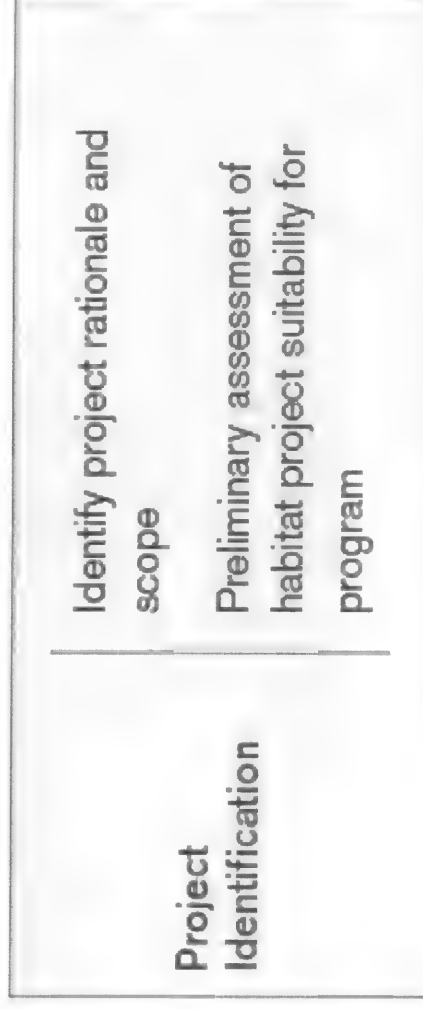 Project
Identification
Identify project rationale and
scope
Preliminary assessment of
habitat project suitability for
program